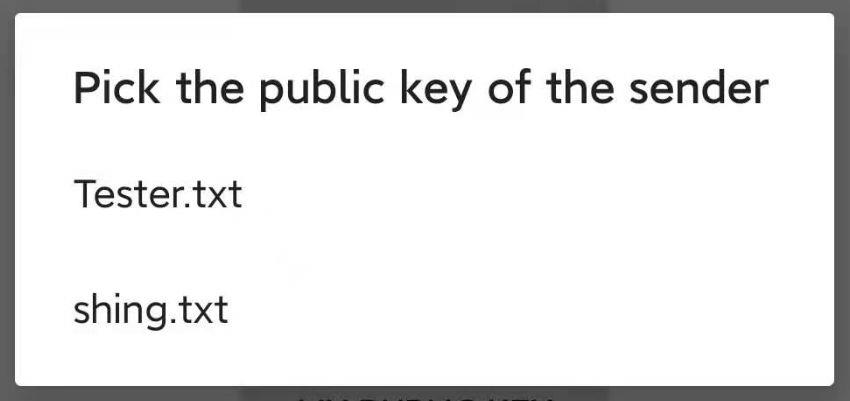 Pick the public key of the sender
Tester.txt
shing.txt